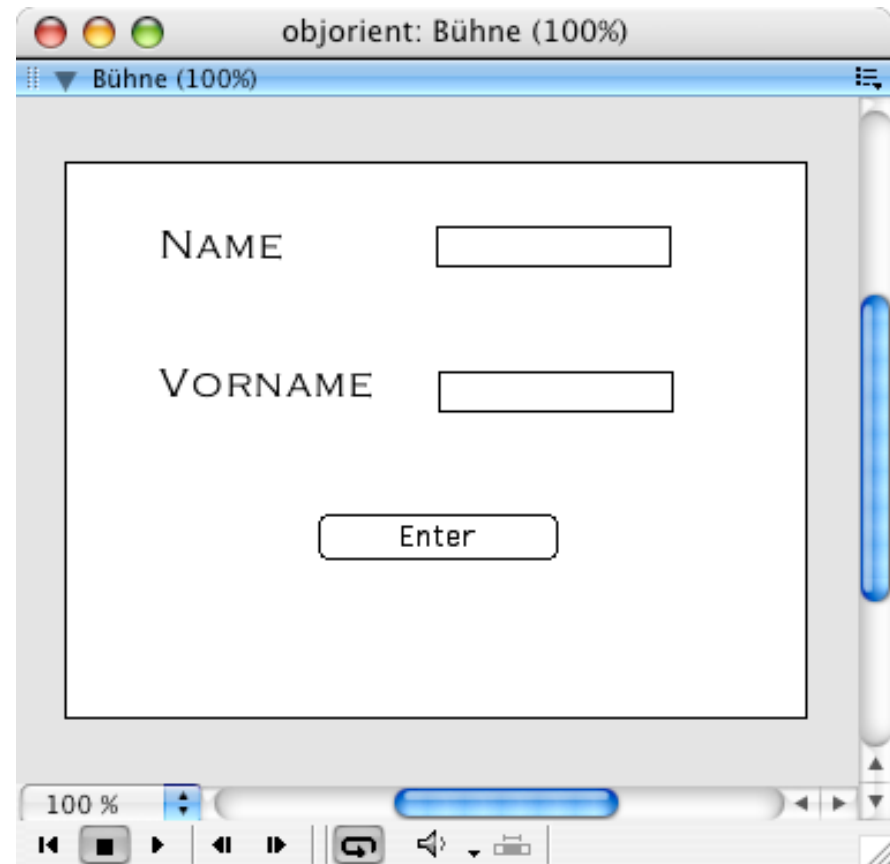 objorient: Bühne (100%)
Bühne (100%)
NAME
VORNAME
Enter
100 %